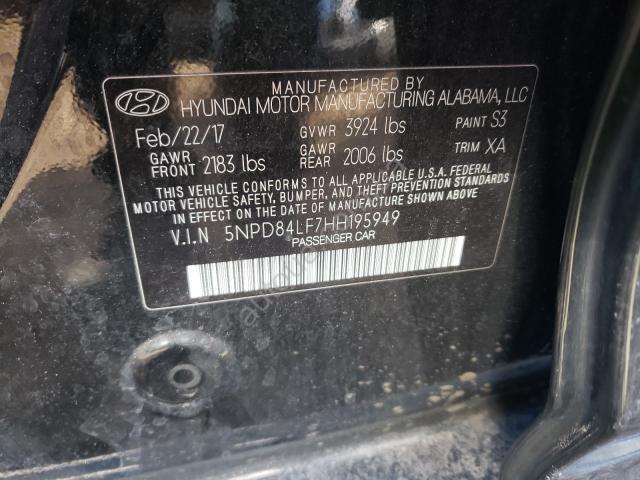 MANUFACTURED BY
HYUNDAI MOTOR MANUFACTURING ALABAMA, LLC
Feb/22/17 GVWR 3924 lbs PAINT S3
GAWR FRONT 2183 lbs GAWR REAR 2006 lbs TRIM XA
THIS VEHICLE CONFORMS TO ALL APPLICABLE U.S.A. FEDERAL
MOTOR VEHICLE SAFETY, BUMPER, AND THEFT PREVENTION STANDARDS
IN EFFECT ON THE DATE OF MANUFACTURE SHOWN ABOVE
V.I.N 5NPD84LF7HH195949
PASSENGER CAR